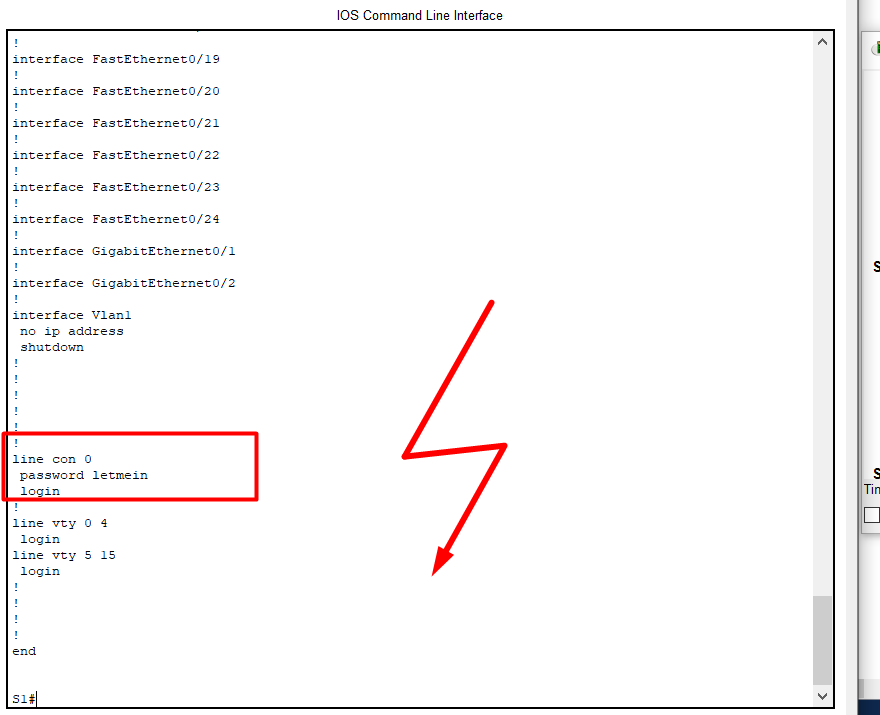 IOS Command Line Interface
!
interface FastEthernet0/19
!
interface FastEthernet0/20
!
interface FastEthernet0/21
!
interface FastEthernet0/22
!
interface FastEthernet0/23
!
interface FastEthernet0/24
!
interface GigabitEthernet0/1
!
interface GigabitEthernet0/2
!
interface Vlan1
 no ip address
 shutdown
!
!
!
!
!
!
line con 0
 password letmein
 login
!
line vty 0 4
 login
line vty 5 15
 login
!
!
!
!
end
S1#
S
S
Tin